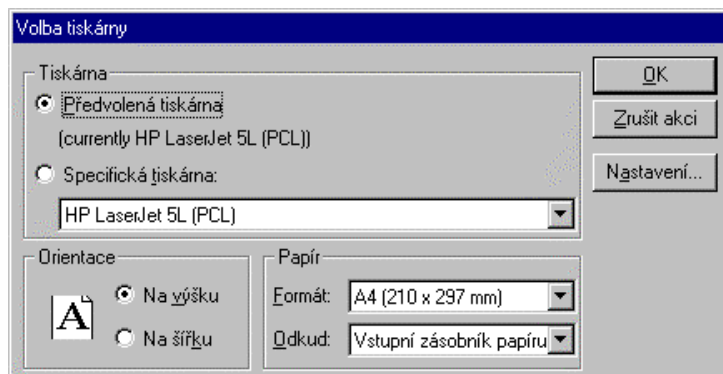 Volba tiskárny
Tiskárna
Předvolená tiskárna
(currently HP LaserJet 5L (PCL))
Specifická tiskárna:
HP LaserJet 5L (PCL)
OK
Zrušit akci
Nastavení...
Orientace
A
Na výšku
Na šířku
Papír
Formát: A4 (210 x 297 mm)
Odkud: Vstupní zásobník papíru